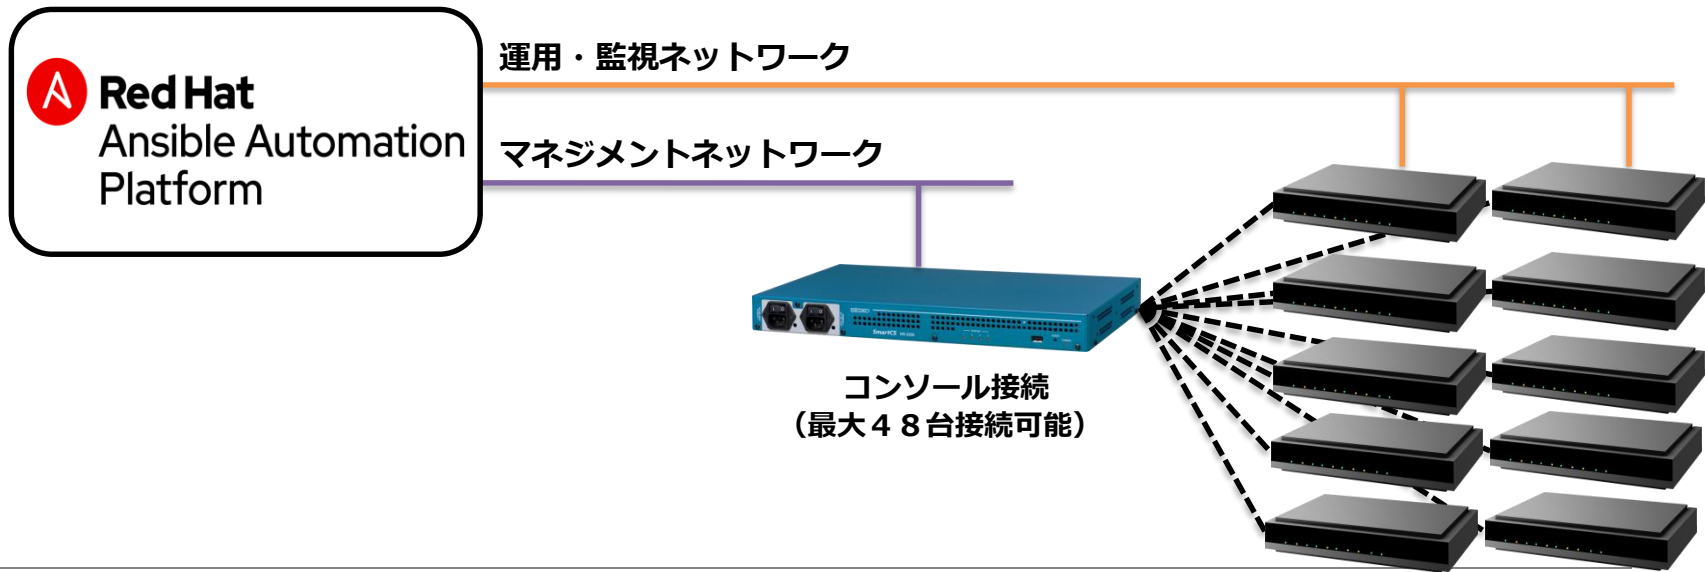 Red Hat
Ansible Automation
Platform
運用・監視ネットワーク
マネジメントネットワーク
SmartCS
コンソール接続
（最大４８台接続可能）